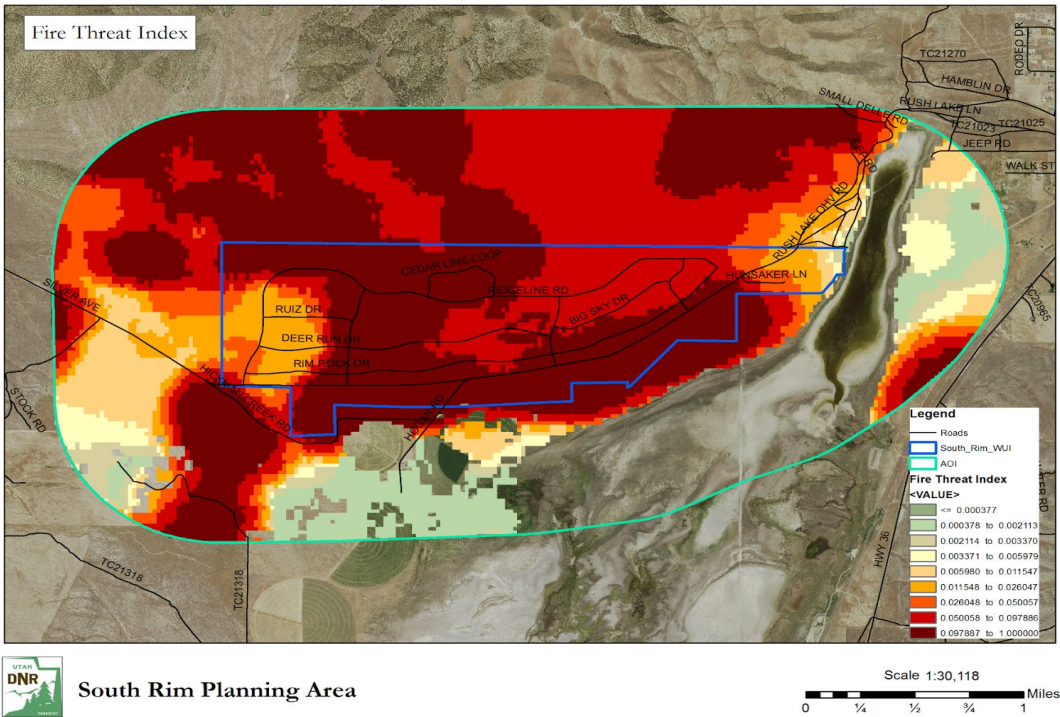 Fire Threat Index
RODEO DR
TC21270
HAMBLIN DR
SMALL DELLE RD
RUSH LAKE LN
TC21023
TC21025
JEEP RD
WALK ST
RUSH LAKE OHV RD
CEDAR LINE LOOP
HUNSAKER LN
RIDGELINE RD
SILVER AVE
RUIZ DR
BIG SKY DR
TC20965
DEER RUN DR
RIM ROCK DR
HICKMAN CREEK RD
STOCK RD
HOGAN RD
HWY 36
TC21318
TC21318
Legend
Roads
South_Rim_WUI
AOI
Fire Threat Index
<VALUE>
<= 0.000377
0.000378 to 0.002113
0.002114 to 0.003370
0.003371 to 0.005979
0.005980 to 0.011547
0.011548 to 0.026047
0.026048 to 0.050057
0.050058 to 0.097886
0.097887 to 1.000000
UTAH
DNR
South Rim Planning Area
Scale 1:30,118
Miles
0 ¼ ½ ¾ 1